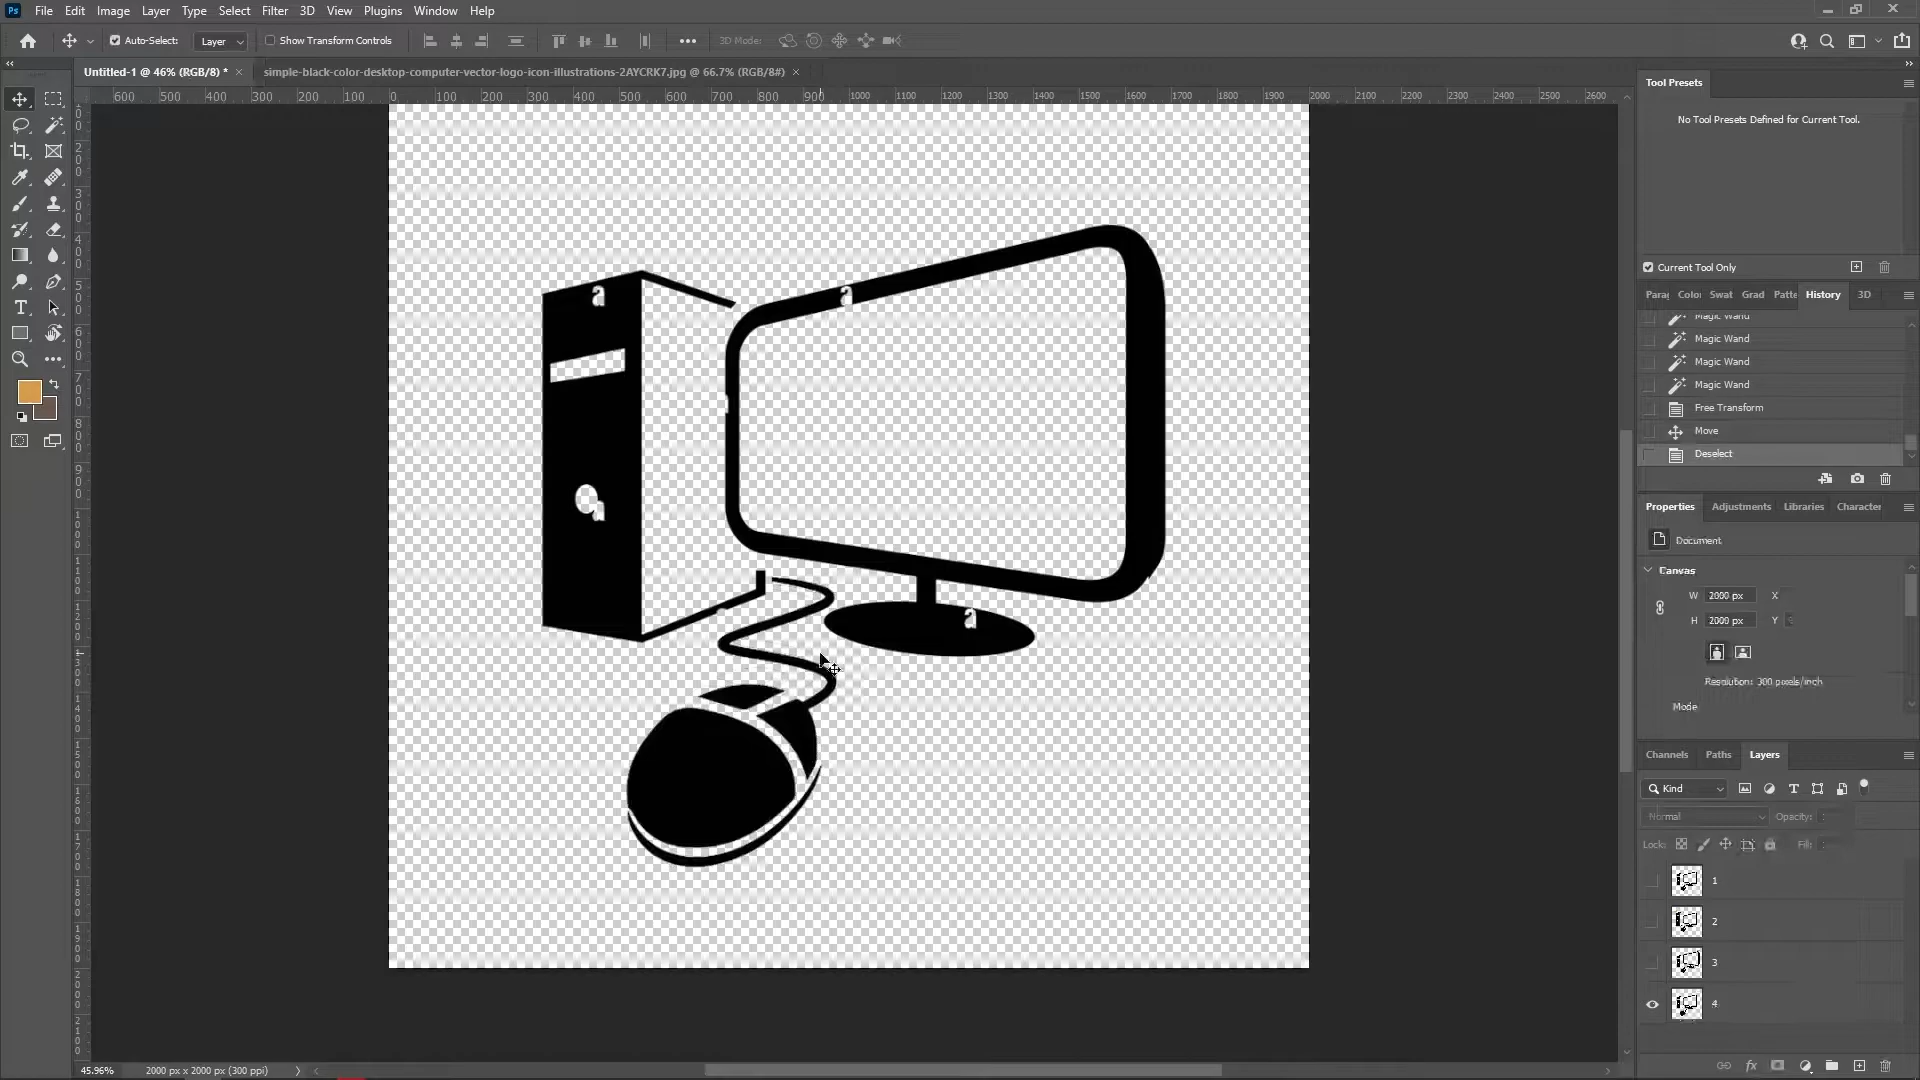 Ps File Edit Image Layer Type Select Filter 3D View Plugins Window Help
Auto-Select: Layer Show Transform Controls 3D Mode:
Untitled-1 @ 46% (RGB/8) * × simple-black-color-desktop-computer-vector-logo-icon-illustrations-2AYCRK7.jpg @ 66.7% (RGB/8#) ×
600 500 400 300 200 100 0 100 200 300 400 500 600 700 800 900 1000 1100 1200 1300 1400 1500 1600 1700 1800 1900 2000 2100 2200 2300 2400 2500 2600
Tool Presets
No Tool Presets Defined for Current Tool.
Current Tool Only
Para Color Swat Grad Patte History 3D
Magic Wand
Magic Wand
Magic Wand
Magic Wand
Free Transform
Move
Deselect
Properties Adjustments Libraries Character
Document
Canvas
W 2000 px X
H 2000 px Y
Resolution: 300 pixels/inch
Mode
Channels Paths Layers
Kind
Normal Opacity:
Lock: Fill:
1
2
3
4
a a
a
a
45.96% 2000 px x 2000 px (300 ppi)